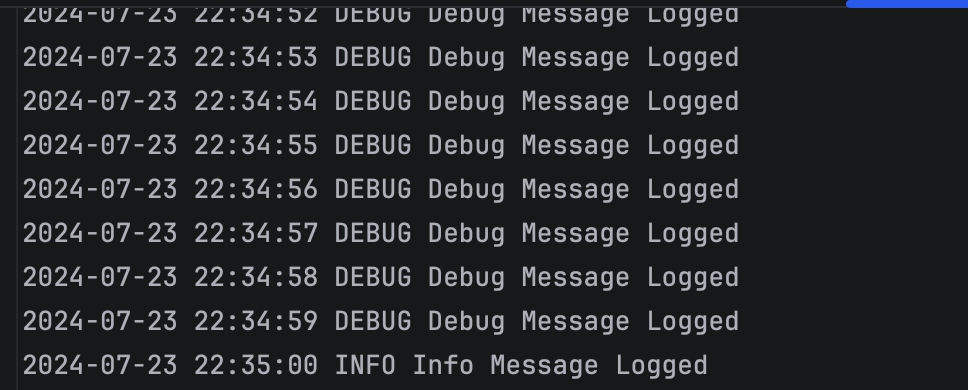 2024-07-23 22:34:52 DEBUG Debug Message Logged
2024-07-23 22:34:53 DEBUG Debug Message Logged
2024-07-23 22:34:54 DEBUG Debug Message Logged
2024-07-23 22:34:55 DEBUG Debug Message Logged
2024-07-23 22:34:56 DEBUG Debug Message Logged
2024-07-23 22:34:57 DEBUG Debug Message Logged
2024-07-23 22:34:58 DEBUG Debug Message Logged
2024-07-23 22:34:59 DEBUG Debug Message Logged
2024-07-23 22:35:00 INFO Info Message Logged